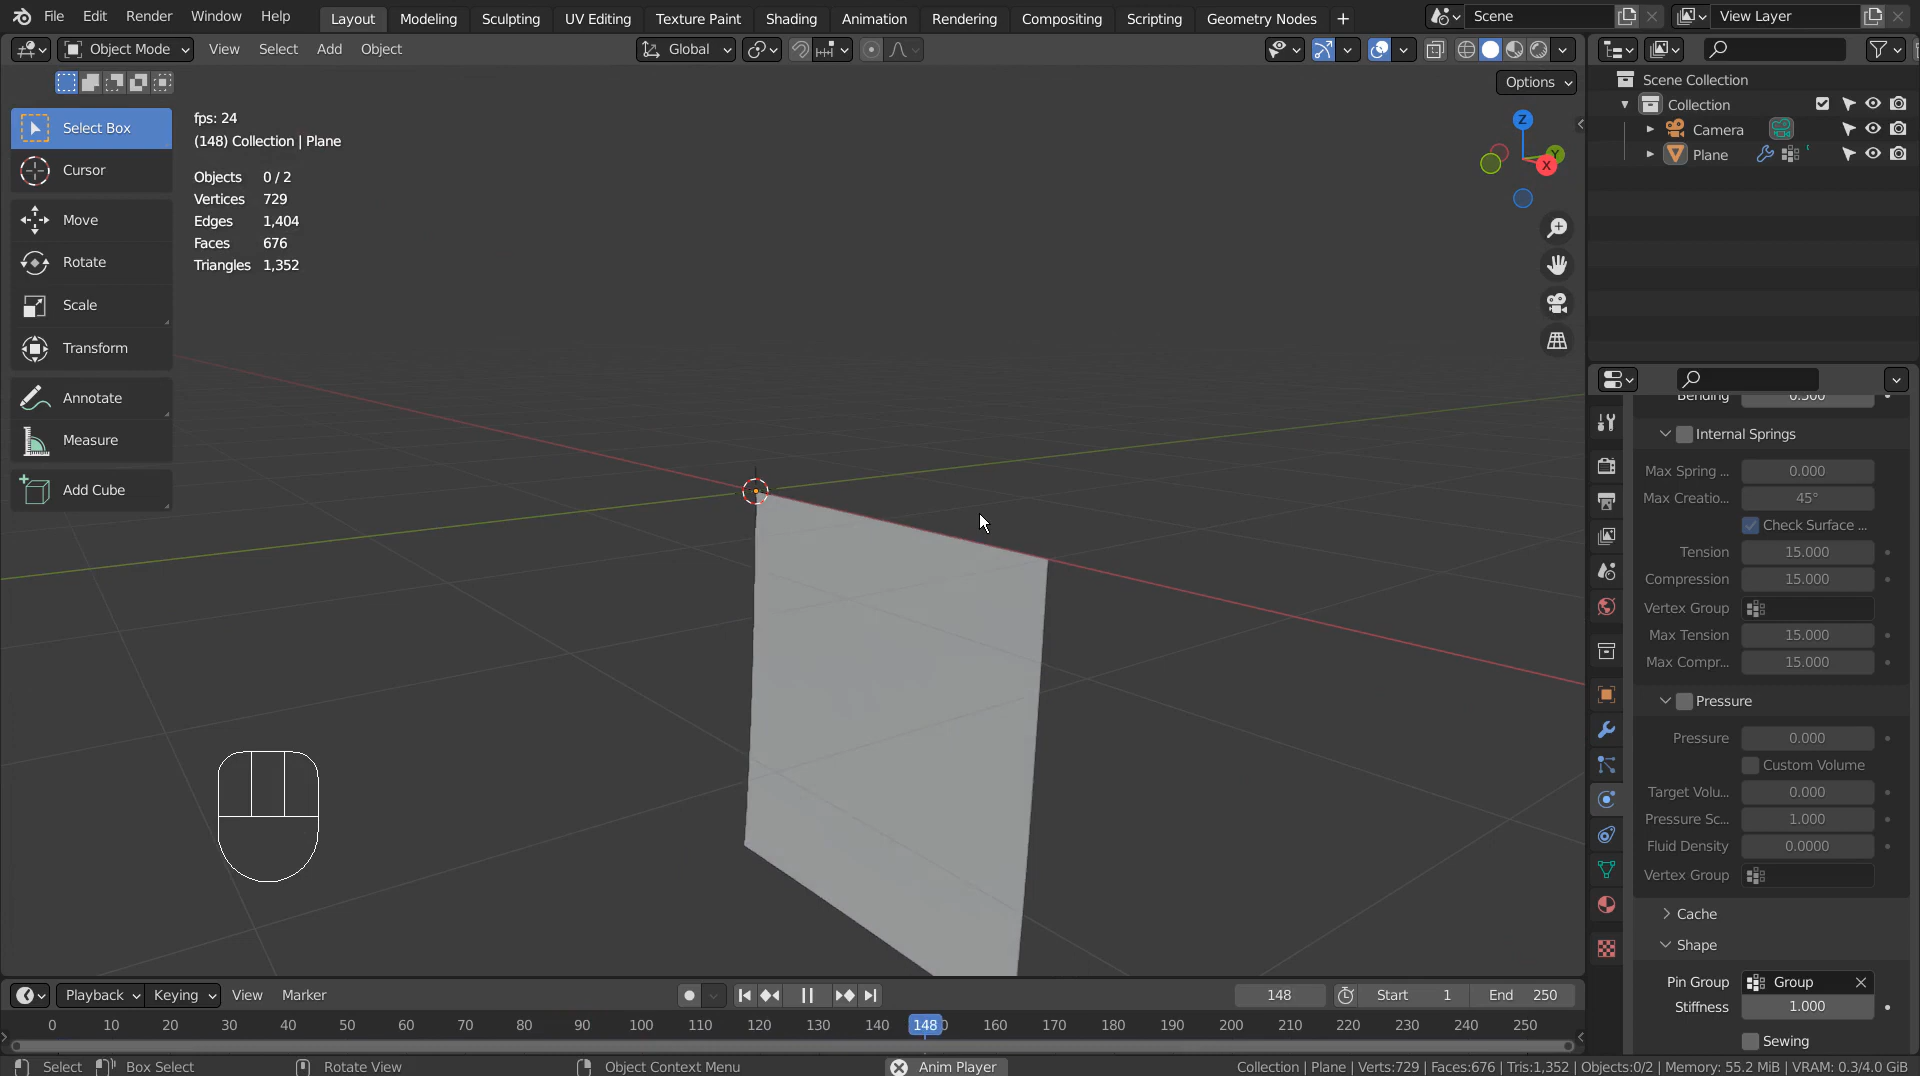 File Edit Render Window Help Layout Modeling Sculpting UV Editing Texture Paint Shading Animation Rendering Compositing Scripting Geometry Nodes + Scene View Layer
Object Mode View Select Add Object Global
Options
Select Box
Cursor
Move
Rotate
Scale
Transform
Annotate
Measure
Add Cube
fps: 24
(148) Collection | Plane
Objects 0 / 2
Vertices 729
Edges 1,404
Faces 676
Triangles 1,352
Z
Y
X
Scene Collection
Collection
Camera
Plane
Bending 0.500
Internal Springs
Max Spring ... 0.000
Max Creatio... 45°
Check Surface ...
Tension 15.000
Compression 15.000
Vertex Group
Max Tension 15.000
Max Compr... 15.000
Pressure
Pressure 0.000
Custom Volume
Target Volu... 0.000
Pressure Sc... 1.000
Fluid Density 0.0000
Vertex Group
Cache
Shape
Pin Group Group
Stiffness 1.000
Sewing
Playback Keying View Marker 148 Start 1 End 250
0 10 20 30 40 50 60 70 80 90 100 110 120 130 140 148 0 160 170 180 190 200 210 220 230 240 250
Select Box Select Rotate View Object Context Menu Anim Player Collection | Plane | Verts:729 | Faces:676 | Tris:1,352 | Objects:0/2 | Memory: 55.2 MiB | VRAM: 0.3/4.0 GiB